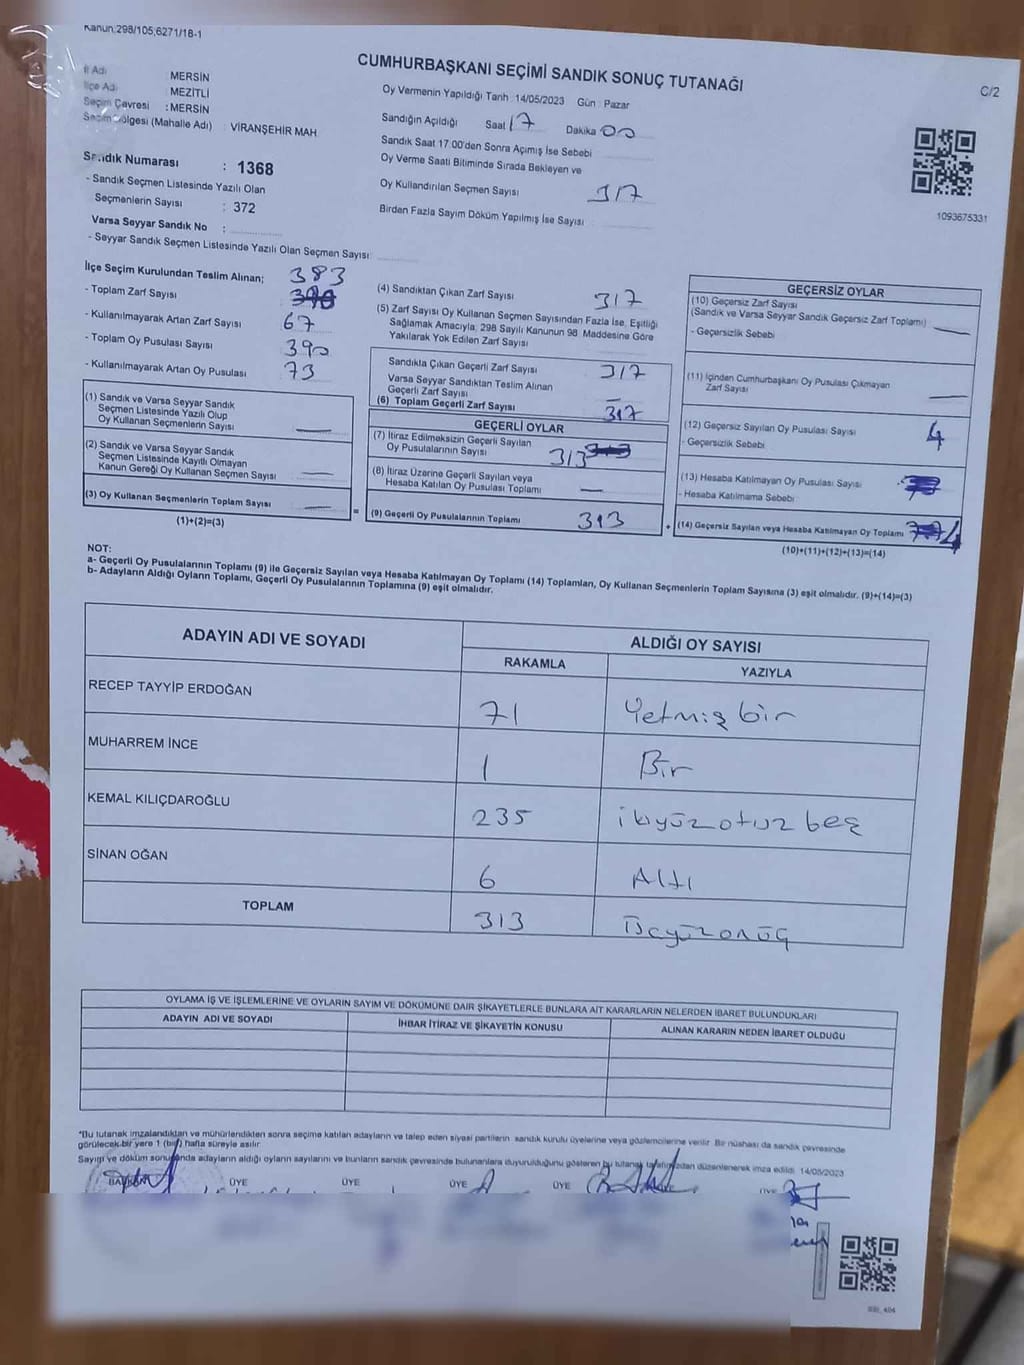 Kanun;298/105;6271/18-1
CUMHURBAŞKANI SEÇİMİ SANDIK SONUÇ TUTANAĞI
C/2
İl Adı : MERSİN
İlçe Adı : MEZİTLİ
Seçim Çevresi : MERSİN
Seçim Bölgesi (Mahalle Adı) : VİRANŞEHİR MAH.
Oy Vermenin Yapıldığı Tarih :14/05/2023 Gün : Pazar
Sandığın Açıldığı Saat 17 Dakika 00
Sandık Saat 17.00'den Sonra Açımış İse Sebebi
Oy Verme Saati Bitiminde Sırada Bekleyen ve
Oy Kullandırılan Seçmen Sayısı 317
Birden Fazla Sayım Döküm Yapılmış İse Sayısı :
1093675331
Sandık Numarası : 1368
- Sandık Seçmen Listesinde Yazılı Olan
Seçmenlerin Sayısı : 372
Varsa Seyyar Sandık No :
- Seyyar Sandık Seçmen Listesinde Yazılı Olan Seçmen Sayısı:
İlçe Seçim Kurulundan Teslim Alınan; 383
- Toplam Zarf Sayısı
- Kullanılmayarak Artan Zarf Sayısı 67
- Toplam Oy Pusulası Sayısı 390
- Kullanılmayarak Artan Oy Pusulası 73
(1) Sandık ve Varsa Seyyar Sandık
Seçmen Listesinde Yazılı Olup
Oy Kullanan Seçmenlerin Sayısı
(2) Sandık ve Varsa Seyyar Sandık
Seçmen Listesinde Kayıtlı Olmayan
Kanun Gereği Oy Kullanan Seçmen Sayısı
(3) Oy Kullanan Seçmenlerin Toplam Sayısı
(1)+(2)=(3)
(4) Sandıktan Çıkan Zarf Sayısı 317
(5) Zarf Sayısı Oy Kullanan Seçmen Sayısından Fazla İse, Eşitliği
Sağlamak Amacıyla, 298 Sayılı Kanunun 98. Maddesine Göre
Yakılarak Yok Edilen Zarf Sayısı
Sandıkta Çıkan Geçerli Zarf Sayısı 317
Varsa Seyyar Sandıktan Teslim Alınan
Geçerli Zarf Sayısı
(6) Toplam Geçerli Zarf Sayısı 317
GEÇERLİ OYLAR
(7) İtiraz Edilmeksizin Geçerli Sayılan
Oy Pusulalarının Sayısı 313
(8) İtiraz Üzerine Geçerli Sayılan veya
Hesaba Katılan Oy Pusulası Toplamı
= (9) Geçerli Oy Pusulalarının Toplamı 313
GEÇERSİZ OYLAR
(10) Geçersiz Zarf Sayısı
(Sandık ve Varsa Seyyar Sandık Geçersiz Zarf Toplamı)
- Geçersizlik Sebebi
(11) İçinden Cumhurbaşkanı Oy Pusulası Çıkmayan
Zarf Sayısı
(12) Geçersiz Sayılan Oy Pusulası Sayısı 4
- Geçersizlik Sebebi
(13) Hesaba Katılmayan Oy Pusulası Sayısı
- Hesaba Katılmama Sebebi
+ (14) Geçersiz Sayılan veya Hesaba Katılmayan Oy Toplamı 4
(10)+(11)+(12)+(13)=(14)
NOT:
a- Geçerli Oy Pusulalarının Toplamı (9) ile Geçersiz Sayılan veya Hesaba Katılmayan Oy Toplamı (14) Toplamları, Oy Kullanan Seçmenlerin Toplam Sayısına (3) eşit olmalıdır. (9)+(14)=(3)
b- Adayların Aldığı Oyların Toplamı, Geçerli Oy Pusulalarının Toplamına (9) eşit olmalıdır.
ADAYIN ADI VE SOYADI ALDIĞI OY SAYISI
RAKAMLA YAZIYLA
RECEP TAYYİP ERDOĞAN 71 Yetmiş bir
MUHARREM İNCE 1 Bir
KEMAL KILIÇDAROĞLU 235 ikiyüzotuz beş
SİNAN OĞAN 6 Altı
TOPLAM 313 Üçyüzonüç
OYLAMA İŞ VE İŞLEMLERİNE VE OYLARIN SAYIM VE DÖKÜMÜNE DAİR ŞİKAYETLERLE BUNLARA AİT KARARLARIN NELERDEN İBARET BULUNDUKLARI
ADAYIN ADI VE SOYADI İHBAR İTİRAZ VE ŞİKAYETİN KONUSU ALINAN KARARIN NEDEN İBARET OLDUĞU
*Bu tutanak imzalandıktan ve mühürlendikten sonra seçime katılan adayların ve talep eden siyasi partilerin sandık kurulu üyelerine veya gözlemcilerine verilir. Bir nüshası da sandık çevresinde
görülecek bir yere 1 (bir) hafta süreyle asılır.
Sayım ve döküm sonucunda adayların aldığı oyların sayılarını ve bunların sandık çevresinde bulunanlara duyurulduğunu gösteren bu tutanak tarafımızdan düzenlenerek imza edildi. 14/05/2023
BAŞKAN ÜYE ÜYE ÜYE ÜYE ÜYE